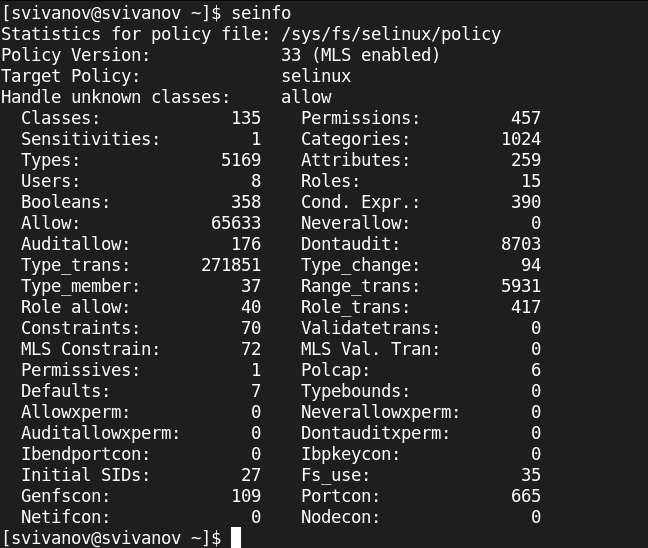 [svivanov@svivanov ~]$ seinfo
Statistics for policy file: /sys/fs/selinux/policy
Policy Version:             33 (MLS enabled)
Target Policy:              selinux
Handle unknown classes:     allow
  Classes:             135    Permissions:         457
  Sensitivities:         1    Categories:         1024
  Types:              5169    Attributes:          259
  Users:                 8    Roles:                15
  Booleans:            358    Cond. Expr.:         390
  Allow:             65633    Neverallow:            0
  Auditallow:          176    Dontaudit:          8703
  Type_trans:       271851    Type_change:          94
  Type_member:          37    Range_trans:        5931
  Role allow:           40    Role_trans:          417
  Constraints:          70    Validatetrans:         0
  MLS Constrain:        72    MLS Val. Tran:         0
  Permissives:           1    Polcap:                6
  Defaults:              7    Typebounds:            0
  Allowxperm:            0    Neverallowxperm:       0
  Auditallowxperm:       0    Dontauditxperm:        0
  Ibendportcon:          0    Ibpkeycon:             0
  Initial SIDs:         27    Fs_use:               35
  Genfscon:            109    Portcon:             665
  Netifcon:              0    Nodecon:               0
[svivanov@svivanov ~]$